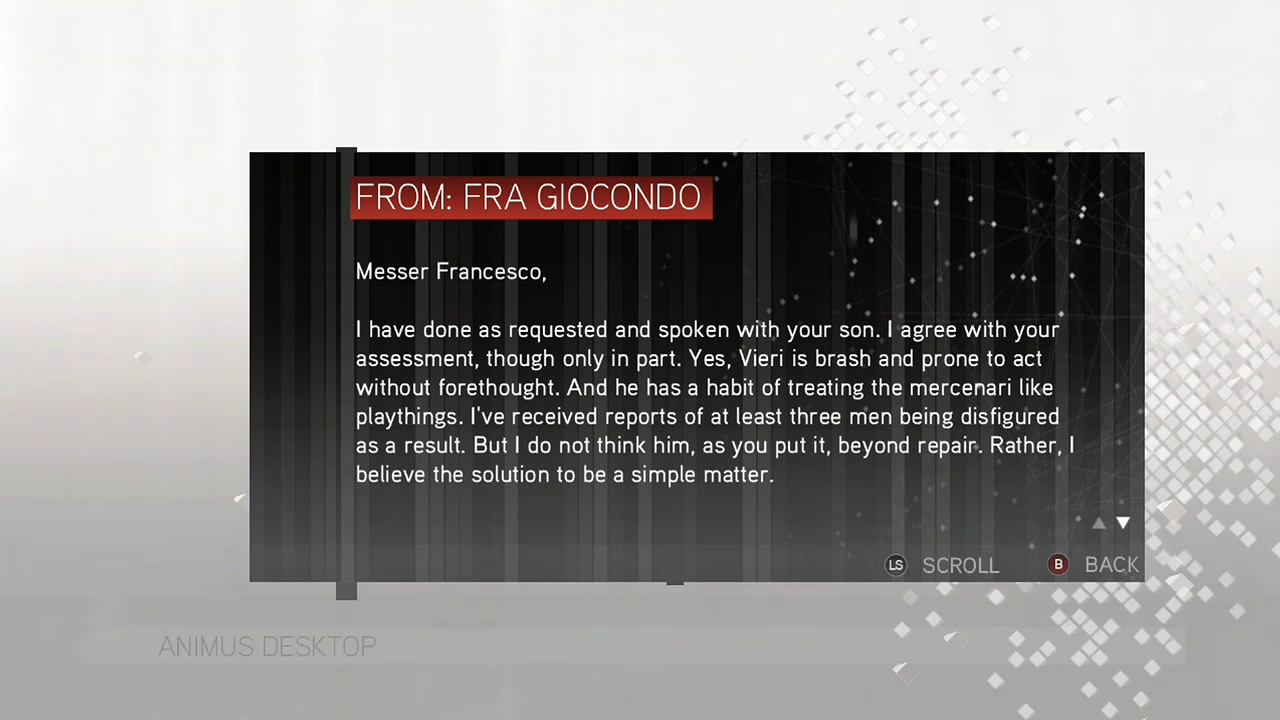 FROM: FRA GIOCONDO
Messer Francesco,
I have done as requested and spoken with your son. I agree with your
assessment, though only in part. Yes, Vieri is brash and prone to act
without forethought. And he has a habit of treating the mercenari like
playthings. I've received reports of at least three men being disfigured
as a result. But I do not think him, as you put it, beyond repair. Rather, I
believe the solution to be a simple matter.
LS SCROLL B BACK
ANIMUS DESKTOP